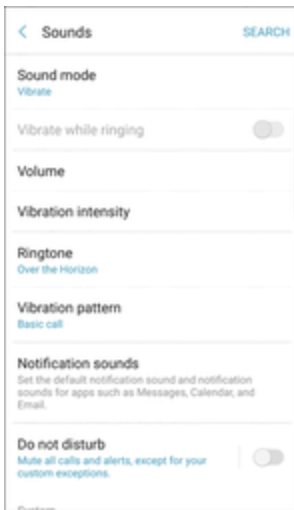 Sounds SEARCH
Sound mode
Vibrate
Vibrate while ringing
Volume
Vibration intensity
Ringtone
Over the Horizon
Vibration pattern
Basic call
Notification sounds
Set the default notification sound and notification
sounds for apps such as Messages, Calendar, and
Email.
Do not disturb
Mute all calls and alerts, except for your
custom exceptions.